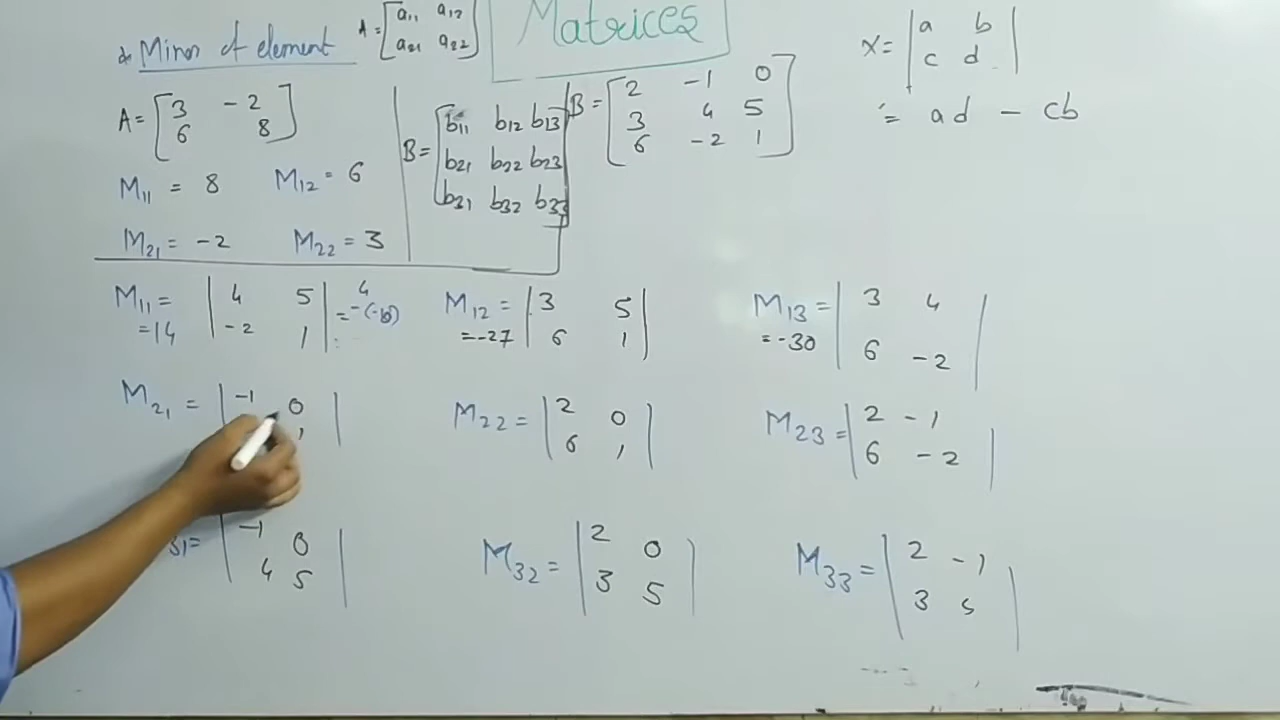 Matrices
* Minor of element A = [a11 a12
a21 a22]
X = |a b
c d|
= ad - cb
A = [3 -2
6 8]
M11 = 8 M12 = 6
M21 = -2 M22 = 3
B = [b11 b12 b13
b21 b22 b23
b31 b32 b33]
B = [2 -1 0
3 4 5
6 -2 1]
M11 = |4 5
-2 1| = 4
-(-10)
=14
M12 = |3 5
6 1|
=-27
M13 = |3 4
6 -2|
=-30
M21 = |-1 0
1|
M22 = |2 0
6 1|
M23 = |2 -1
6 -2|
31 = |-1 0
4 5|
M32 = |2 0
3 5|
M33 = |2 -1
3 5|